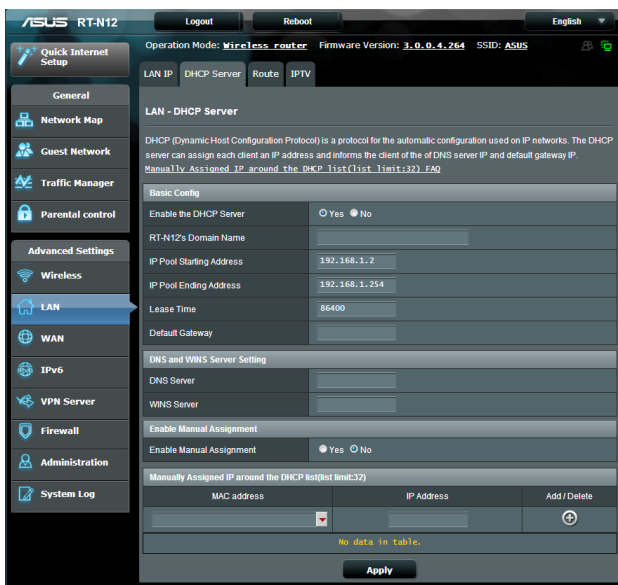 ASUS RT-N12 Logout Reboot English
Quick Internet Setup
Operation Mode: Wireless router Firmware Version: 3.0.0.4.264 SSID: ASUS
LAN IP DHCP Server Route IPTV
General
Network Map
Guest Network
Traffic Manager
Parental control
Advanced Settings
Wireless
LAN
WAN
IPv6
VPN Server
Firewall
Administration
System Log
LAN - DHCP Server
DHCP (Dynamic Host Configuration Protocol) is a protocol for the automatic configuration used on IP networks. The DHCP
server can assign each client an IP address and informs the client of the of DNS server IP and default gateway IP.
Manually Assigned IP around the DHCP list(list limit:32) FAQ
Basic Config
Enable the DHCP Server Yes No
RT-N12's Domain Name
IP Pool Starting Address 192.168.1.2
IP Pool Ending Address 192.168.1.254
Lease Time 86400
Default Gateway
DNS and WINS Server Setting
DNS Server
WINS Server
Enable Manual Assignment
Enable Manual Assignment Yes No
Manually Assigned IP around the DHCP list(list limit:32)
MAC address IP Address Add / Delete
No data in table.
Apply